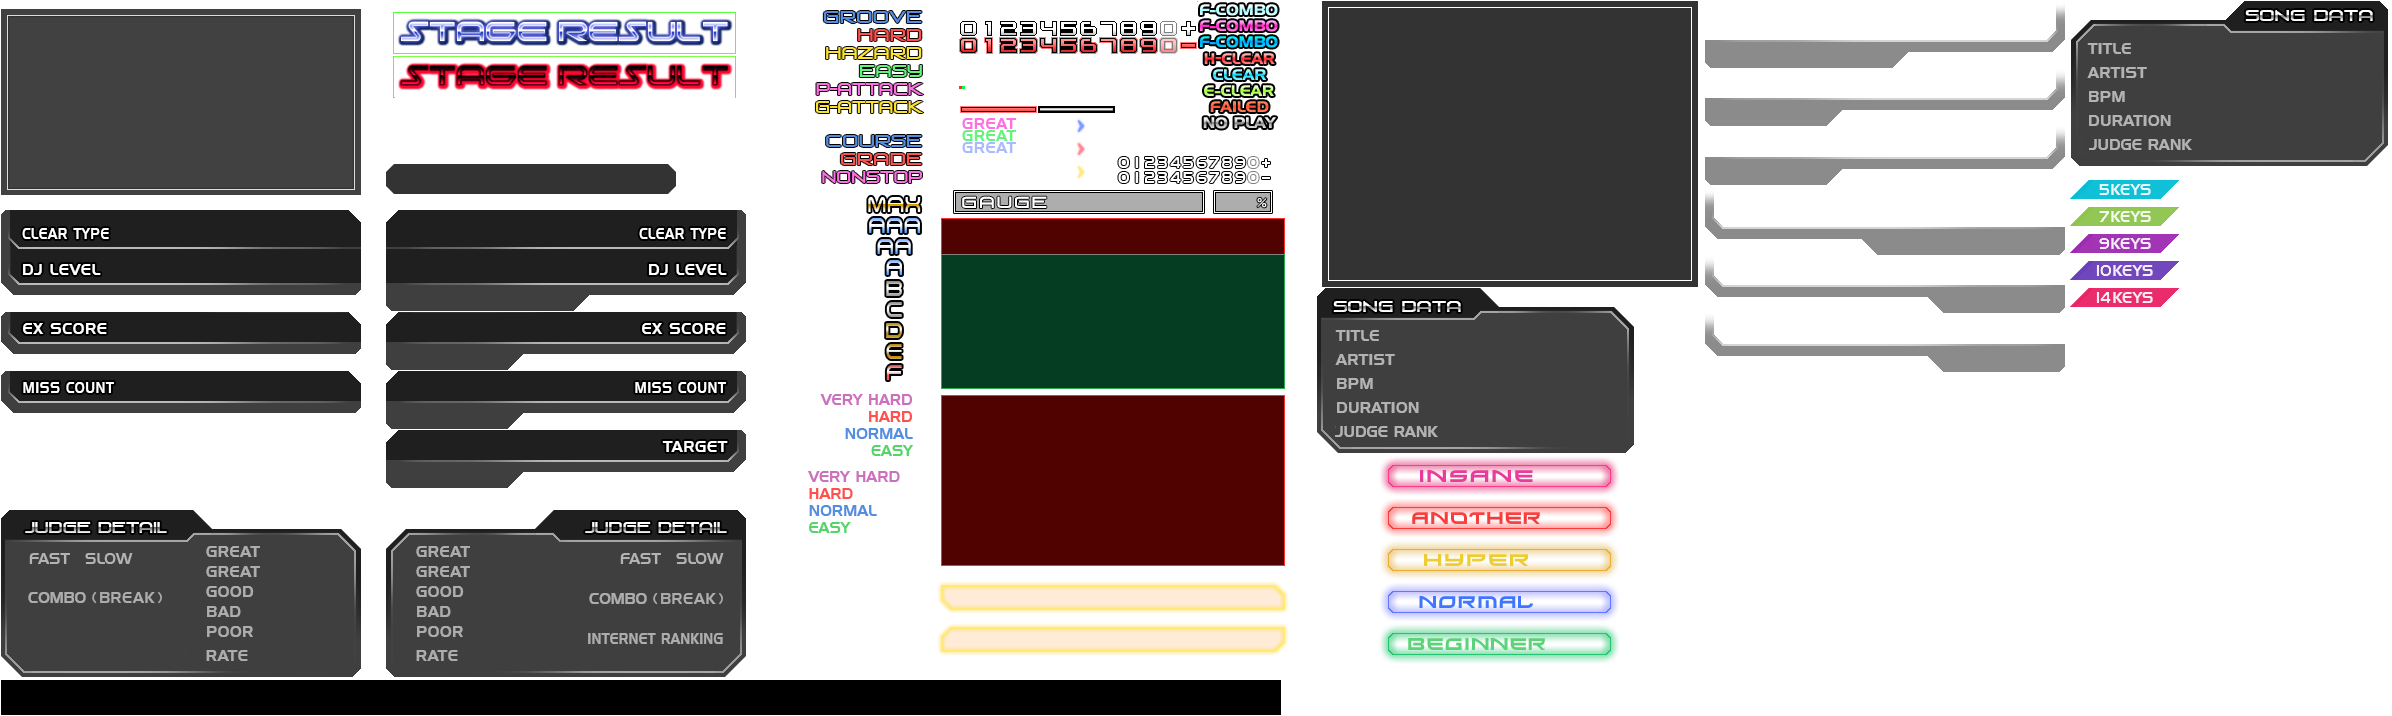 STAGE RESULT
STAGE RESULT
CLEAR TYPE
DJ LEVEL
EX SCORE
MISS COUNT
JUDGE DETAIL
FAST SLOW
COMBO (BREAK)
GREAT
GREAT
GOOD
BAD
POOR
RATE
CLEAR TYPE
DJ LEVEL
EX SCORE
MISS COUNT
TARGET
JUDGE DETAIL
GREAT
GREAT
GOOD
BAD
POOR
RATE
FAST SLOW
COMBO (BREAK)
INTERNET RANKING
GROOVE
HARD
HAZARD
EASY
P-ATTACK
G-ATTACK
COURSE
GRADE
NONSTOP
MAX
AAA
AA
A
B
C
D
E
F
VERY HARD
HARD
NORMAL
EASY
VERY HARD
HARD
NORMAL
EASY
01234567890+
01234567890-
F-COMBO
F-COMBO
F-COMBO
H-CLEAR
CLEAR
E-CLEAR
FAILED
NO PLAY
GREAT
GREAT
GREAT
01234567890+
01234567890-
GAUGE %
SONG DATA
TITLE
ARTIST
BPM
DURATION
JUDGE RANK
INSANE
ANOTHER
HYPER
NORMAL
BEGINNER
SONG DATA
TITLE
ARTIST
BPM
DURATION
JUDGE RANK
5KEYS
7KEYS
9KEYS
10KEYS
14KEYS